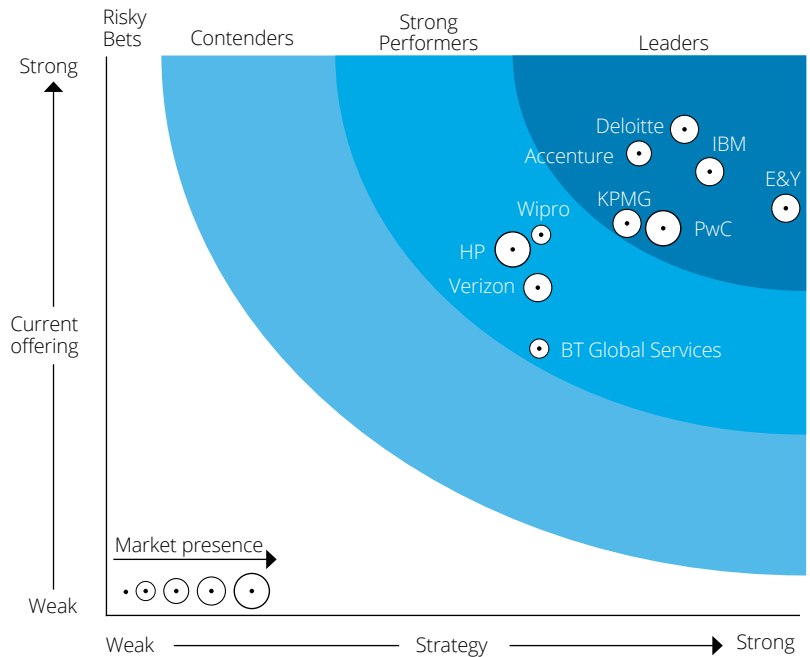 Risky
Bets
Contenders
Strong
Performers
Leaders
Strong
Deloitte
IBM
Accenture
E&Y
KPMG
Wipro
PwC
HP
Verizon
Current
offering
BT Global Services
Market presence
Weak
Weak
Strategy
Strong